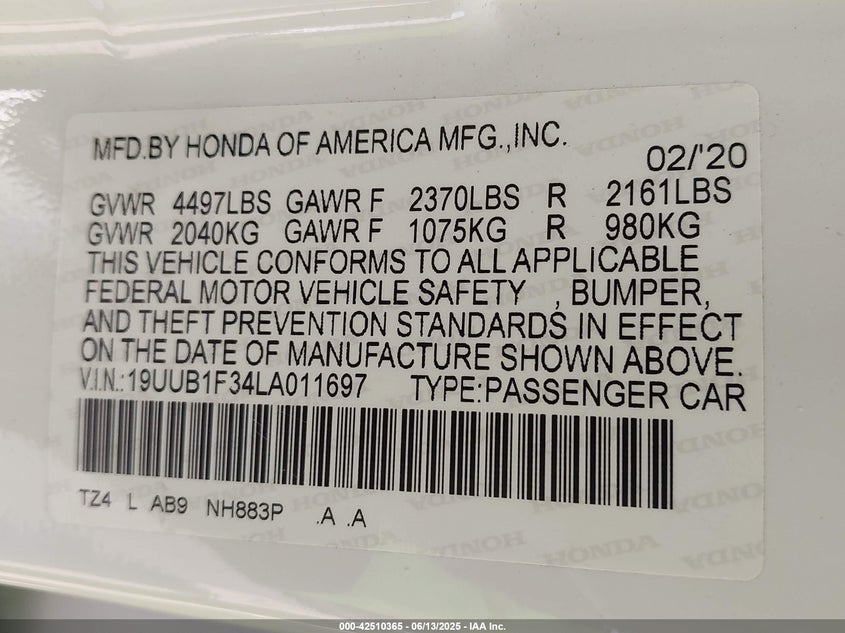 MFD.BY HONDA OF AMERICA MFG.,INC.
02/'20
GVWR 4497LBS GAWR F 2370LBS R 2161LBS
GVWR 2040KG GAWR F 1075KG R 980KG
THIS VEHICLE CONFORMS TO ALL APPLICABLE
FEDERAL MOTOR VEHICLE SAFETY , BUMPER,
AND THEFT PREVENTION STANDARDS IN EFFECT
ON THE DATE OF MANUFACTURE SHOWN ABOVE.
V.I.N.:19UUB1F34LA011697 TYPE:PASSENGER CAR
TZ4 L AB9 NH883P .A .A
000-42510365 - 06/13/2025 - IAA Inc.